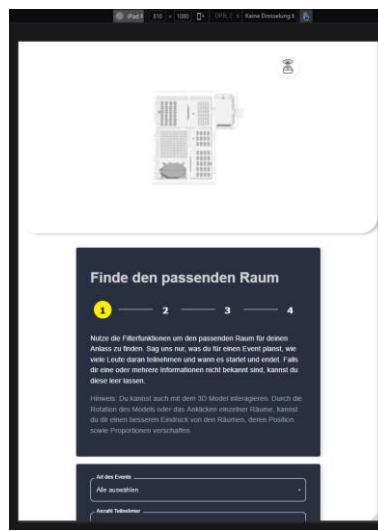 iPad
810 × 1080
DPR: 2
Keine Drosselung
Finde den passenden Raum
1 2 3 4
Nutze die Filterfunktionen um den passenden Raum für deinen
Anlass zu finden. Sag uns nur, was du für einen Event planst, wie
viele Leute daran teilnehmen und wann es startet und endet. Falls
dir eine oder mehrere Informationen nicht bekannt sind, kannst du
diese leer lassen.
Hinweis: Du kannst auch mit dem 3D Model interagieren. Durch die
Rotation des Models oder das Anklicken einzelner Räume, kannst
du dir einen besseren Eindruck von den Räumen, deren Position
sowie Proportionen verschaffen.
Art des Events
Alle auswählen
Anzahl Teilnehmer